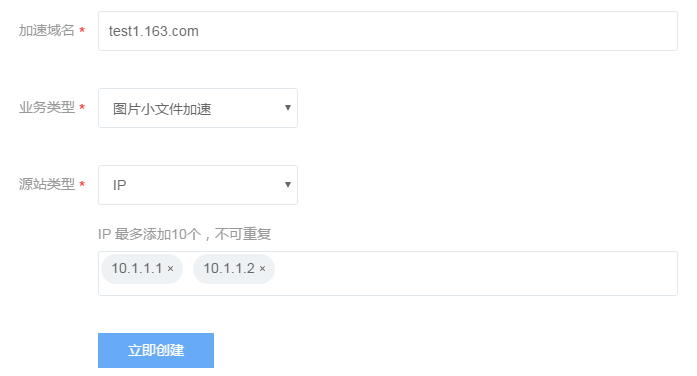 加速域名 * test1.163.com
业务类型 * 图片小文件加速 ▼
源站类型 * IP ▼
IP 最多添加10个，不可重复
10.1.1.1 × 10.1.1.2 ×
立即创建